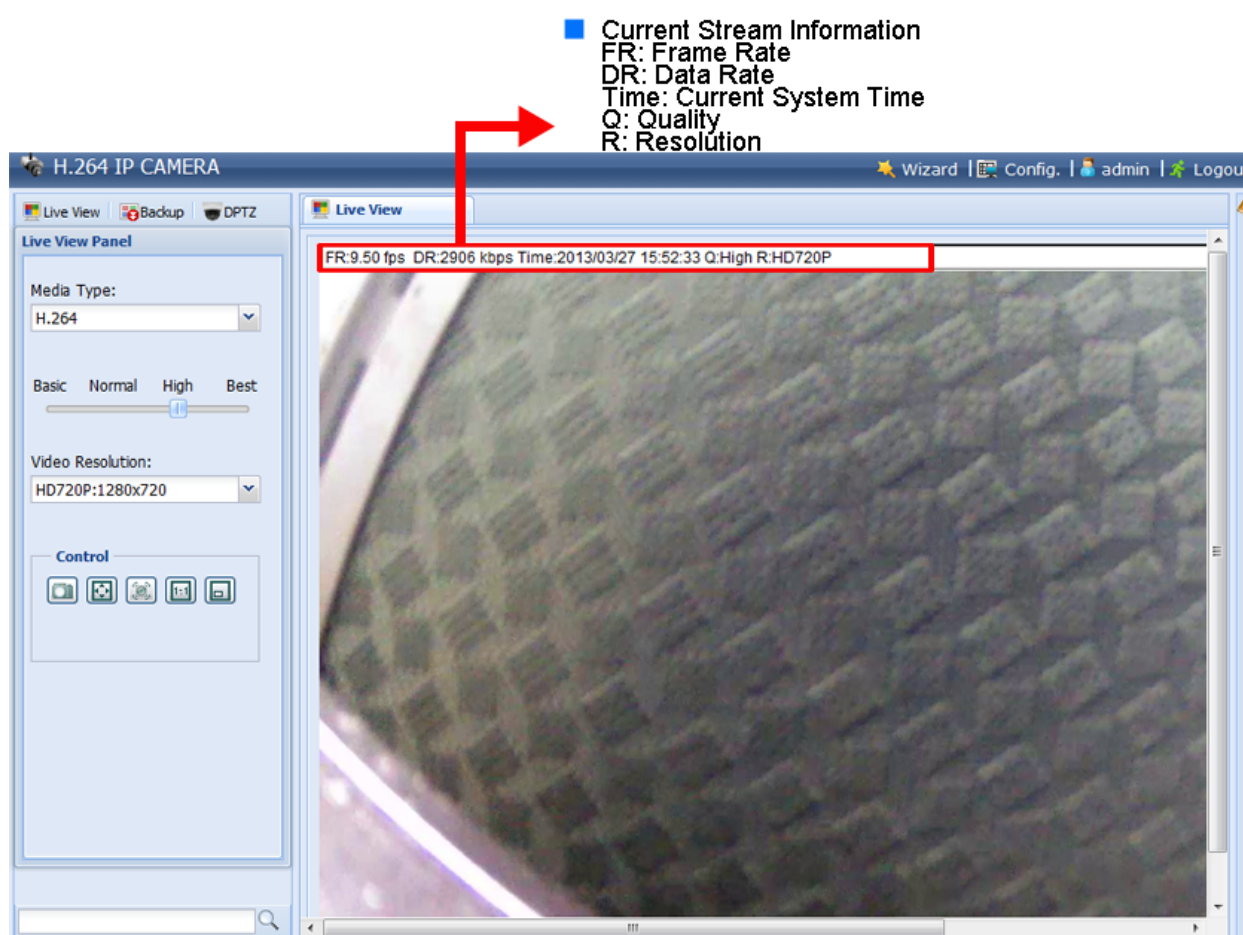 Current Stream Information
FR: Frame Rate
DR: Data Rate
Time: Current System Time
Q: Quality
R: Resolution
H.264 IP CAMERA
Wizard | Config. | admin | Logou
Live View Backup DPTZ
Live View
Live View Panel
FR:9.50 fps DR:2906 kbps Time:2013/03/27 15:52:33 Q:High R:HD720P
Media Type:
H.264
Basic Normal High Best
Video Resolution:
HD720P:1280x720
Control
1:1